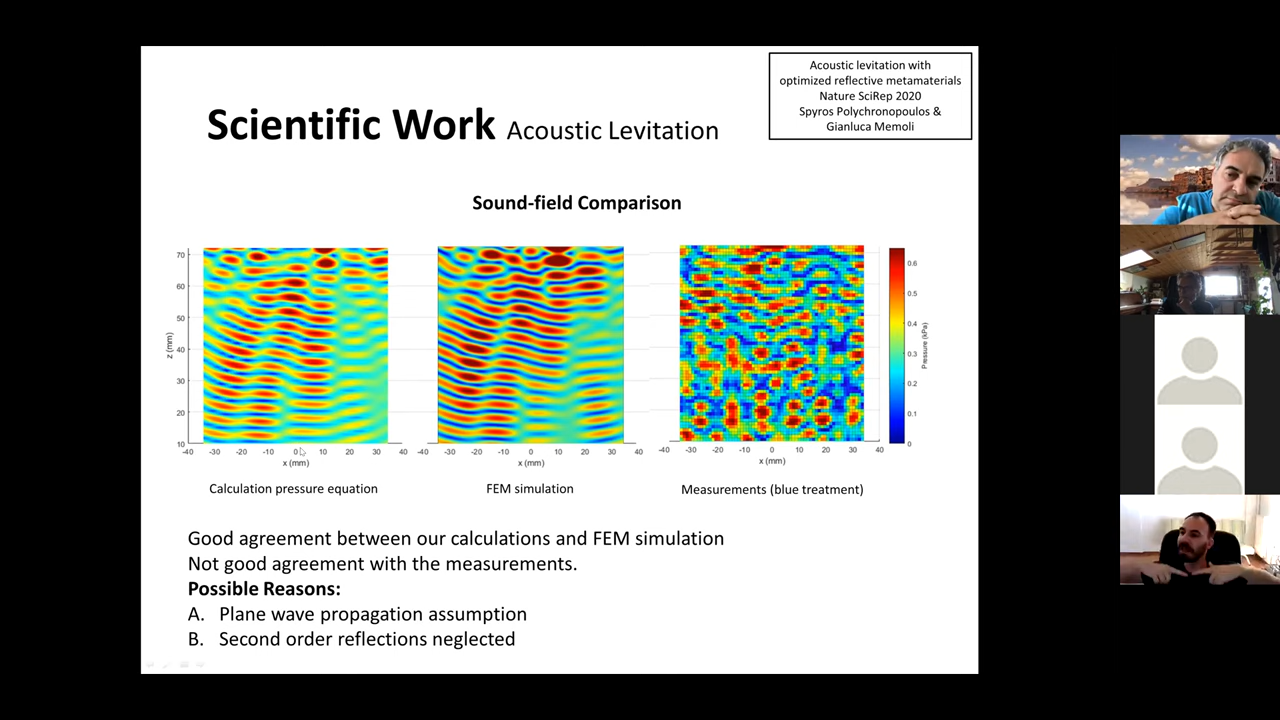 Acoustic levitation with
optimized reflective metamaterials
Nature SciRep 2020
Spyros Polychronopoulos &
Gianluca Memoli
Scientific Work Acoustic Levitation
Sound-field Comparison
70
60
50
40
30
20
10
z (mm)
-40 -30 -20 -10 0 10 20 30 40
x (mm)
-40 -30 -20 -10 0 10 20 30 40
x (mm)
-40 -30 -20 -10 0 10 20 30 40
x (mm)
0.6
0.5
0.4
0.3
0.2
0.1
0
Pressure (kPa)
Calculation pressure equation
FEM simulation
Measurements (blue treatment)
Good agreement between our calculations and FEM simulation
Not good agreement with the measurements.
Possible Reasons:
A. Plane wave propagation assumption
B. Second order reflections neglected